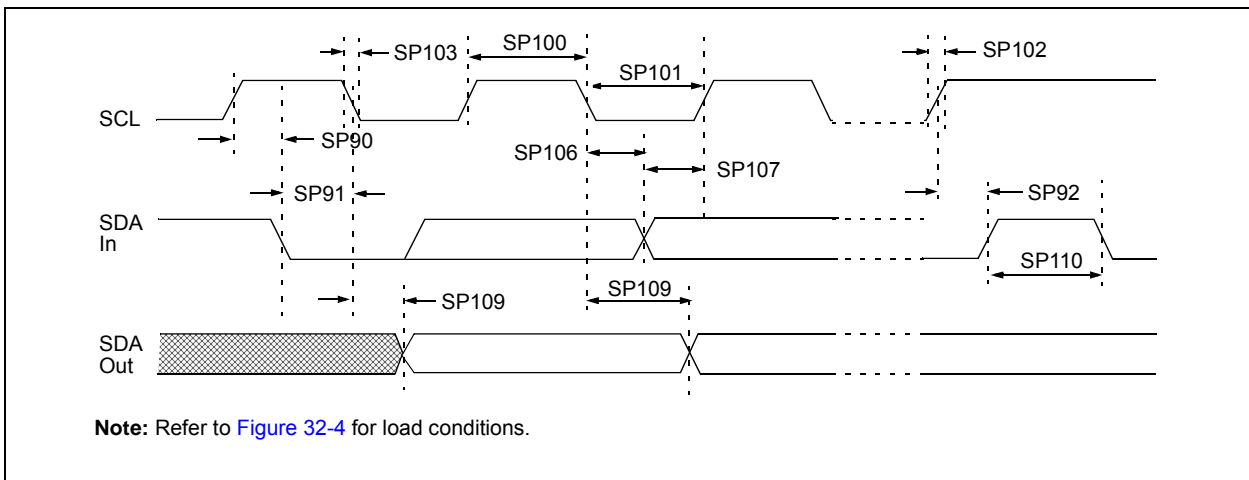 SP103
SP100
SP101
SP102
SCL
SP90
SP106
SP107
SP91
SP92
SDA
In
SP110
SP109
SP109
SDA
Out
Note: Refer to Figure 32-4 for load conditions.